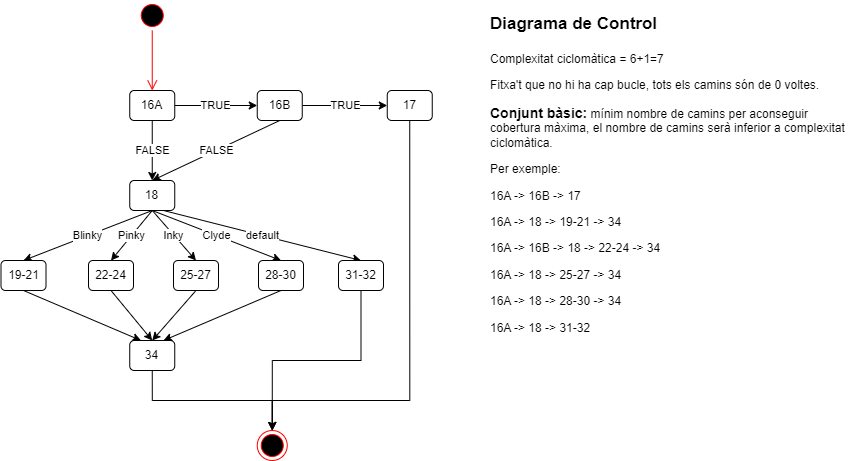 Diagrama de Control
Complexitat ciclomàtica = 6+1=7
Fitxa't que no hi ha cap bucle, tots els camins són de 0 voltes.
Conjunt bàsic: mínim nombre de camins per aconseguir
cobertura màxima, el nombre de camins serà inferior a complexitat
ciclomàtica.
Per exemple:
16A -> 16B -> 17
16A -> 18 -> 19-21 -> 34
16A -> 16B -> 18 -> 22-24 -> 34
16A -> 18 -> 25-27 -> 34
16A -> 18 -> 28-30 -> 34
16A -> 18 -> 31-32
16A TRUE 16B TRUE 17
FALSE FALSE
18
Blinky Pinky Inky Clyde default
19-21 22-24 25-27 28-30 31-32
34